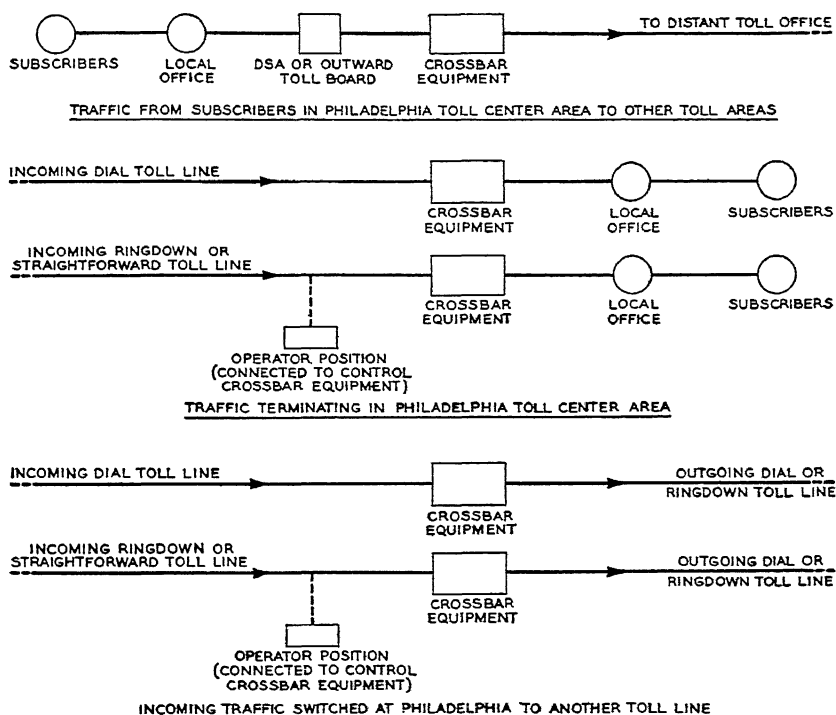 TO DISTANT TOLL OFFICE
SUBSCRIBERS
LOCAL
OFFICE
DSA OR OUTWARD
TOLL BOARD
CROSSBAR
EQUIPMENT
TRAFFIC FROM SUBSCRIBERS IN PHILADELPHIA TOLL CENTER AREA TO OTHER TOLL AREAS
INCOMING DIAL TOLL LINE
CROSSBAR
EQUIPMENT
LOCAL
OFFICE
SUBSCRIBERS
INCOMING RINGDOWN OR
STRAIGHTFORWARD TOLL LINE
CROSSBAR
EQUIPMENT
LOCAL
OFFICE
SUBSCRIBERS
OPERATOR POSITION
(CONNECTED TO CONTROL
CROSSBAR EQUIPMENT)
TRAFFIC TERMINATING IN PHILADELPHIA TOLL CENTER AREA
INCOMING DIAL TOLL LINE
CROSSBAR
EQUIPMENT
OUTGOING DIAL OR
RINGDOWN TOLL LINE
INCOMING RINGDOWN OR
STRAIGHTFORWARD TOLL LINE
CROSSBAR
EQUIPMENT
OUTGOING DIAL OR
RINGDOWN TOLL LINE
OPERATOR POSITION
(CONNECTED TO CONTROL
CROSSBAR EQUIPMENT)
INCOMING TRAFFIC SWITCHED AT PHILADELPHIA TO ANOTHER TOLL LINE